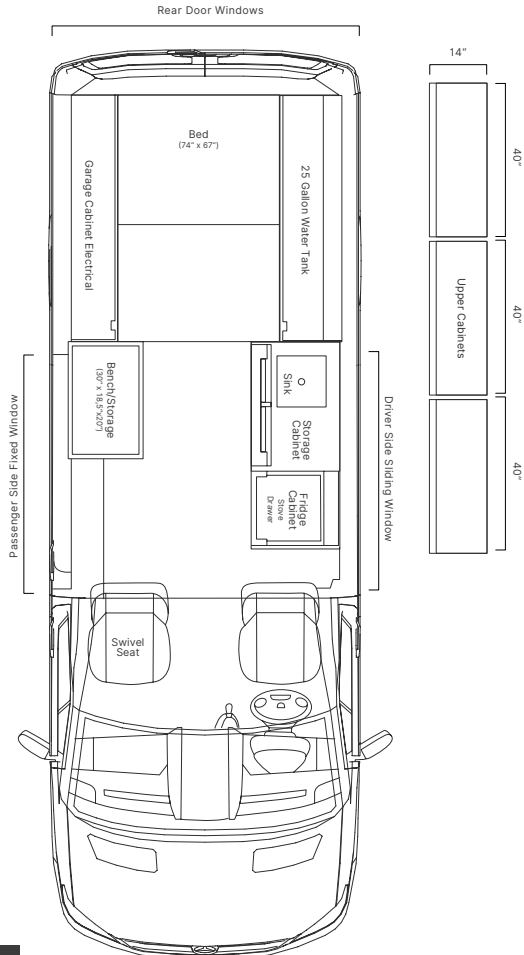 Rear Door Windows
14"
Bed
(74" x 67")
Garage Cabinet Electrical
25 Gallon Water Tank
40"
40"
40"
Upper Cabinets
Bench/Storage
(30" x 18,5"x20")
Sink
Storage
Cabinet
Fridge
Cabinet
Stove
Drawer
Passenger Side Fixed Window
Driver Side Sliding Window
Swivel
Seat